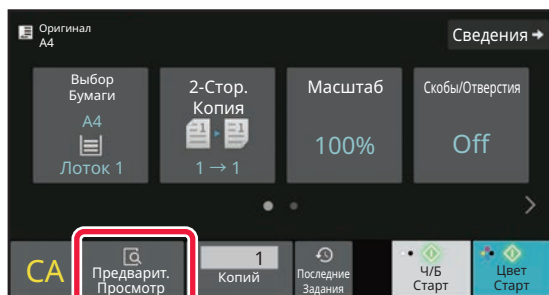 Оригинал
A4
Сведения
Выбор
Бумаги
A4
Лоток 1
2-Стор.
Копия
1 → 1
Масштаб
100%
Скобы/Отверстия
Off
CA
Предварит.
Просмотр
1
Копий
Последние
Задания
Ч/Б
Старт
Цвет
Старт